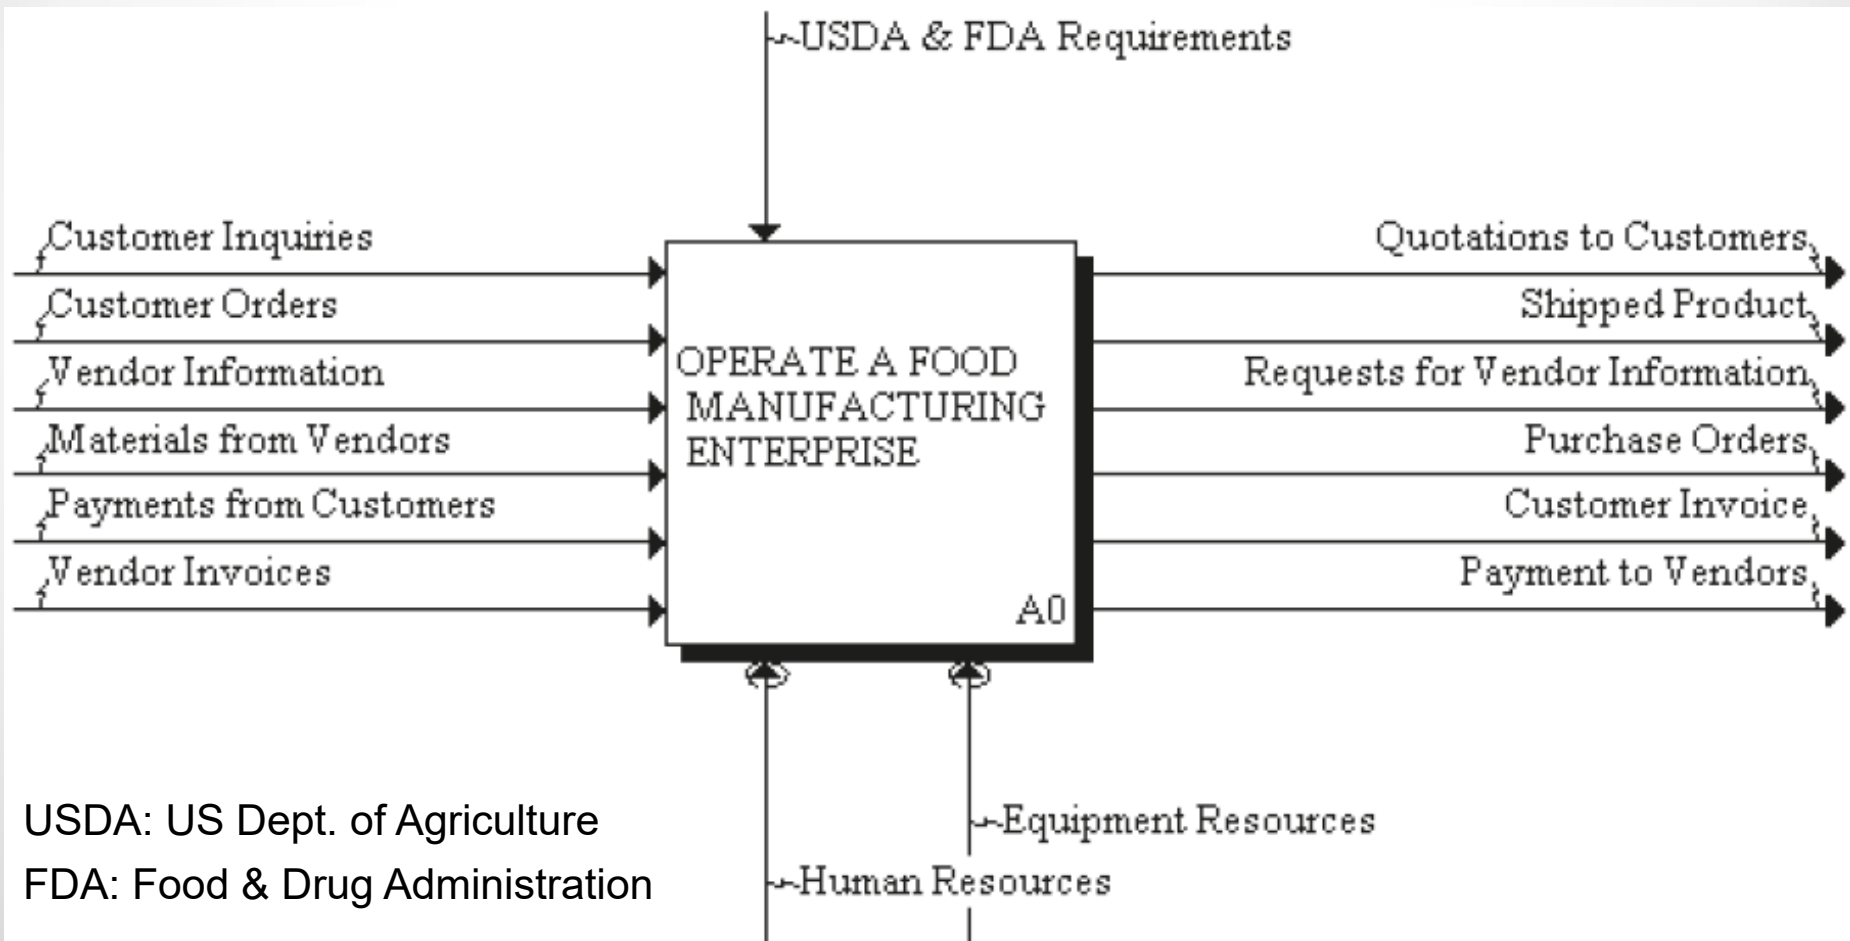 USDA & FDA Requirements
Customer Inquiries
Customer Orders
Vendor Information
Materials from Vendors
Payments from Customers
Vendor Invoices
OPERATE A FOOD
MANUFACTURING
ENTERPRISE
A0
Quotations to Customers
Shipped Product
Requests for Vendor Information
Purchase Orders
Customer Invoice
Payment to Vendors
Equipment Resources
Human Resources
USDA: US Dept. of Agriculture
FDA: Food & Drug Administration